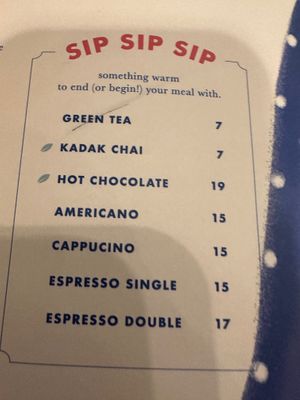 SIP SIP SIP
something warm
to end (or begin!) your meal with.
GREEN TEA 7
KADAK CHAI 7
HOT CHOCOLATE 19
AMERICANO 15
CAPPUCINO 15
ESPRESSO SINGLE 15
ESPRESSO DOUBLE 17